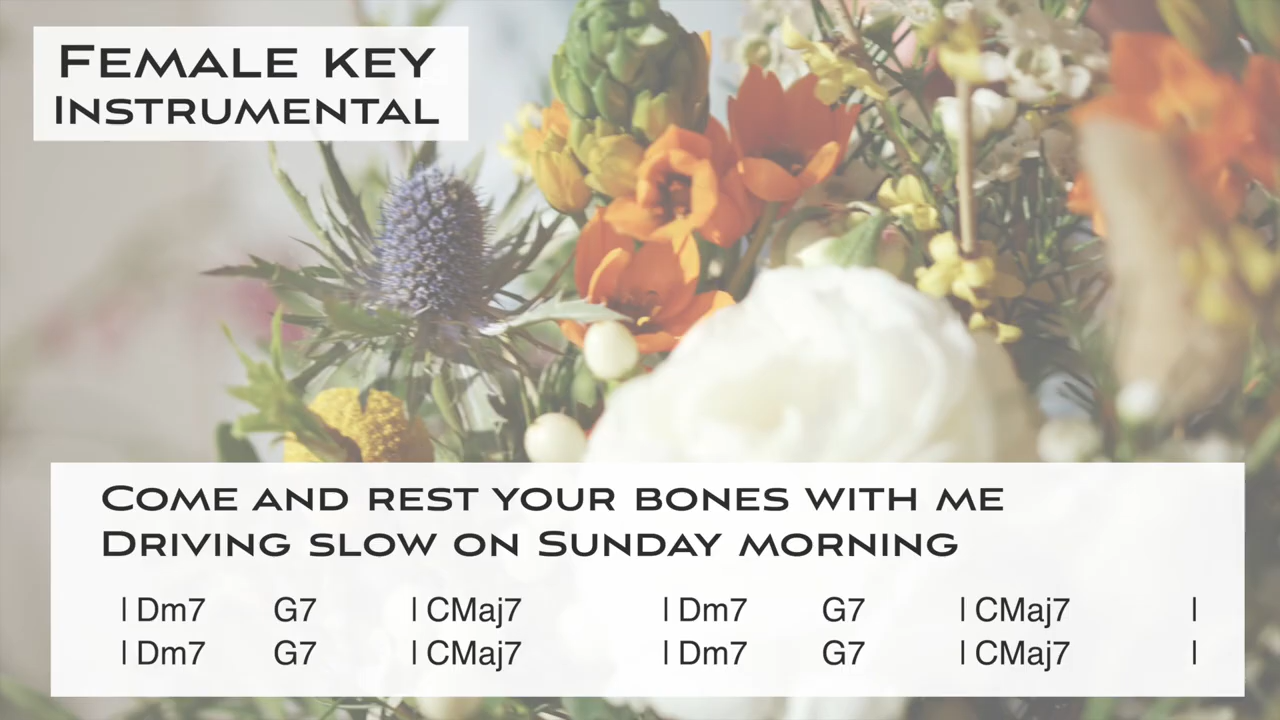 Female key
Instrumental
Come and rest your bones with me
Driving slow on Sunday morning
| Dm7 G7 | CMaj7 | Dm7 G7 | CMaj7 |
| Dm7 G7 | CMaj7 | Dm7 G7 | CMaj7 |